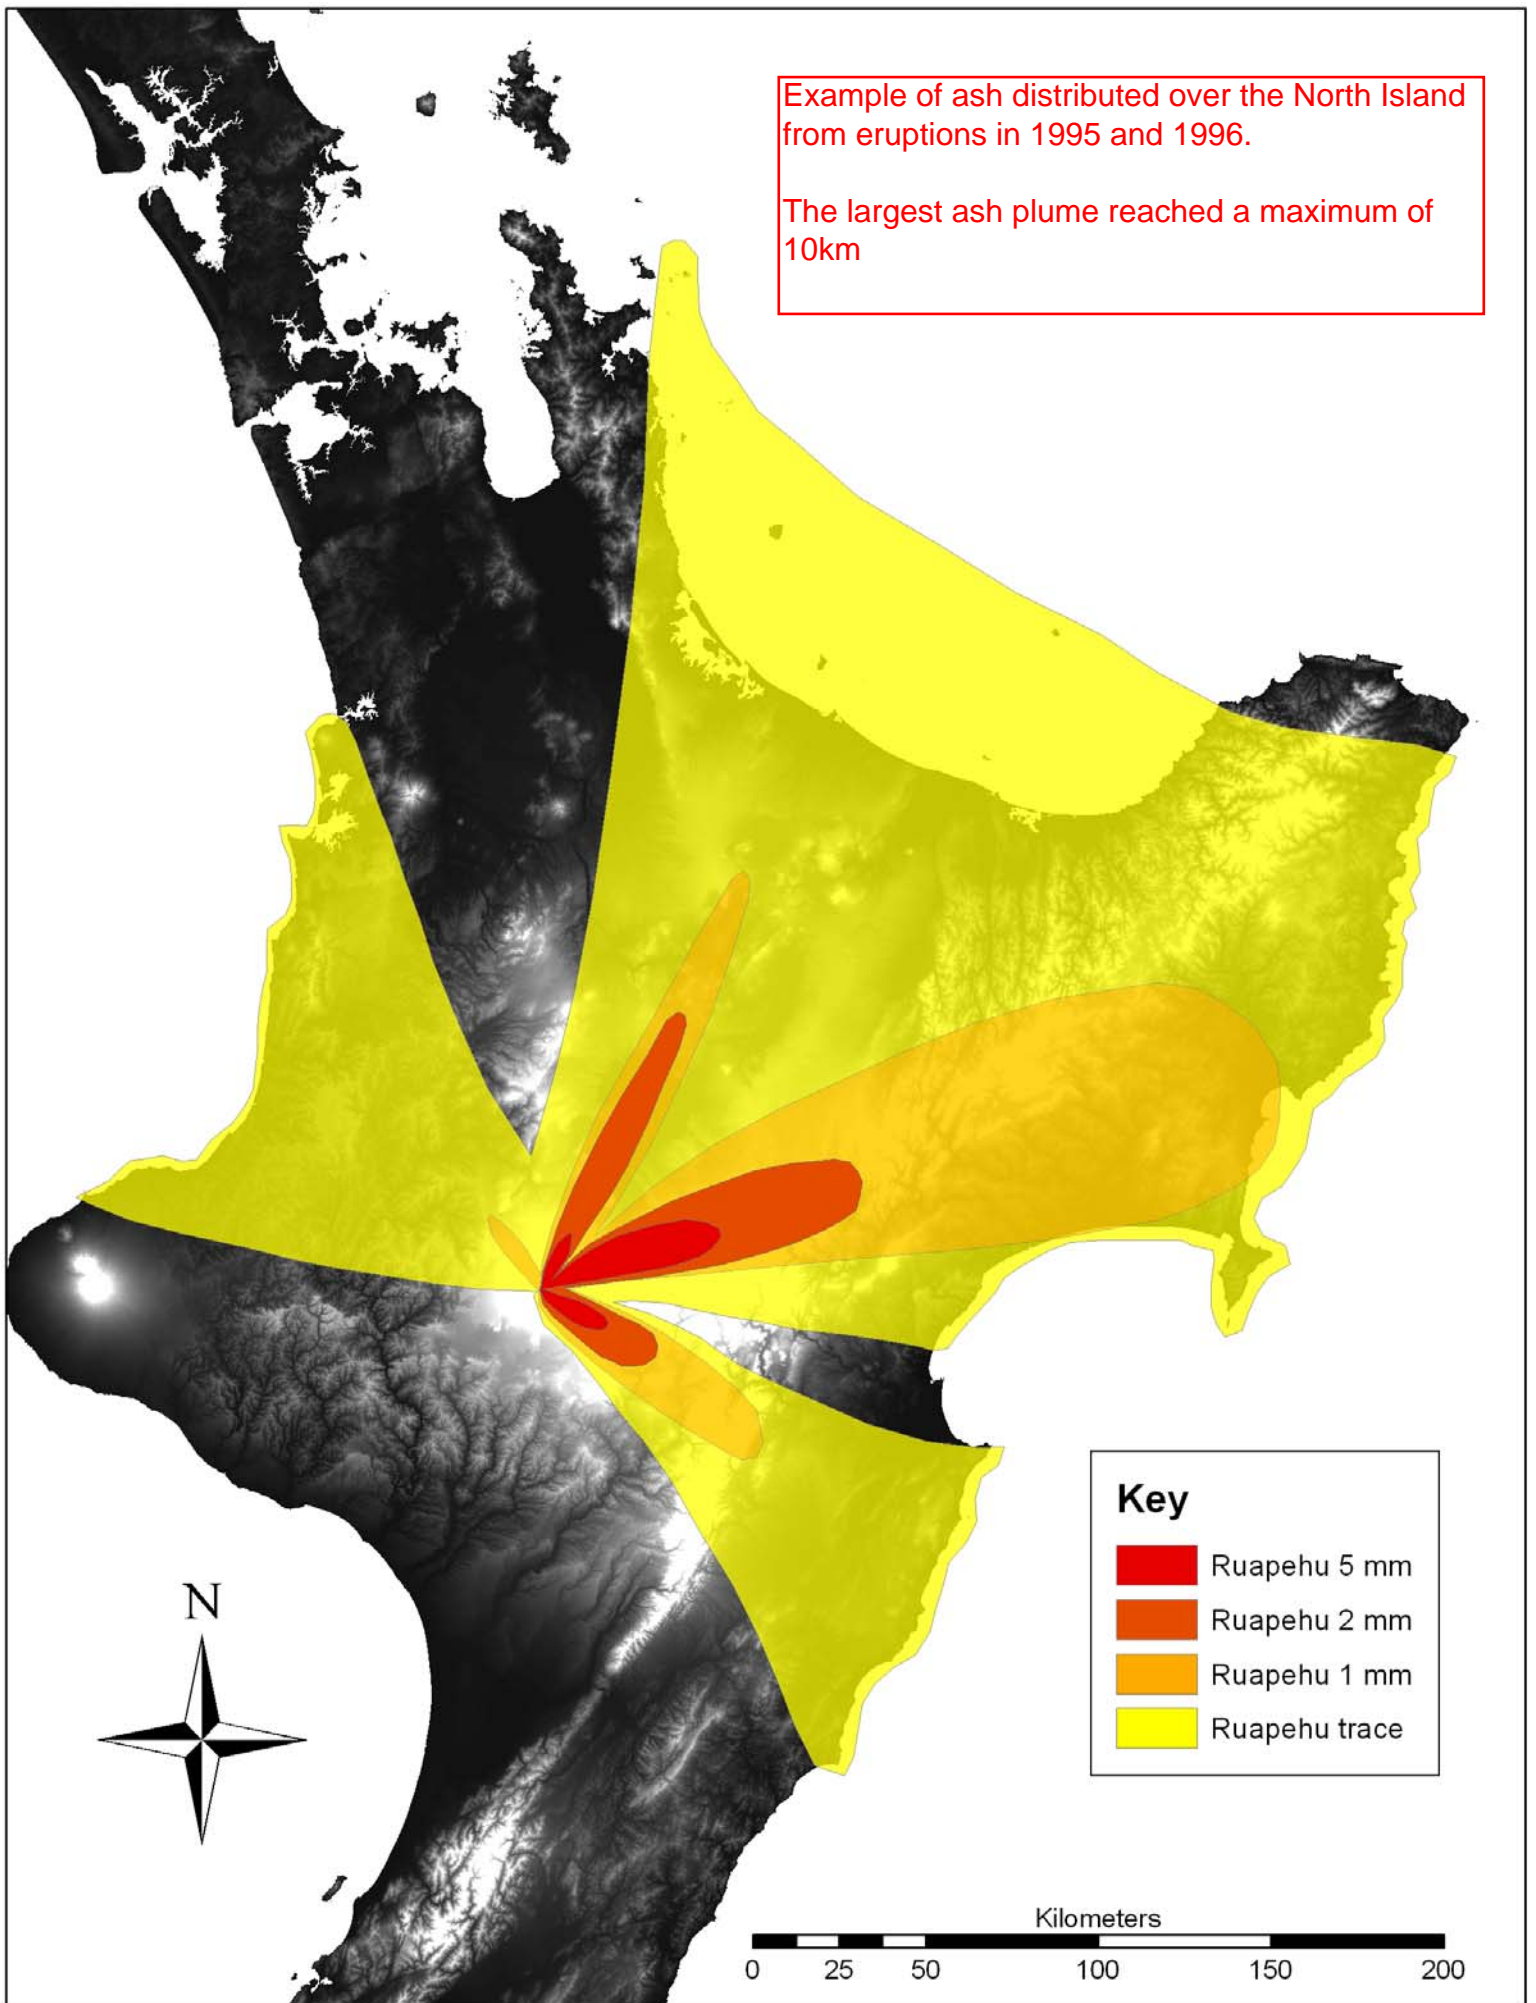 Example of ash distributed over the North Island
from eruptions in 1995 and 1996.
The largest ash plume reached a maximum of
10km
Key
Ruapehu 5 mm
Ruapehu 2 mm
Ruapehu 1 mm
Ruapehu trace
N
Kilometers
0 25 50 100 150 200